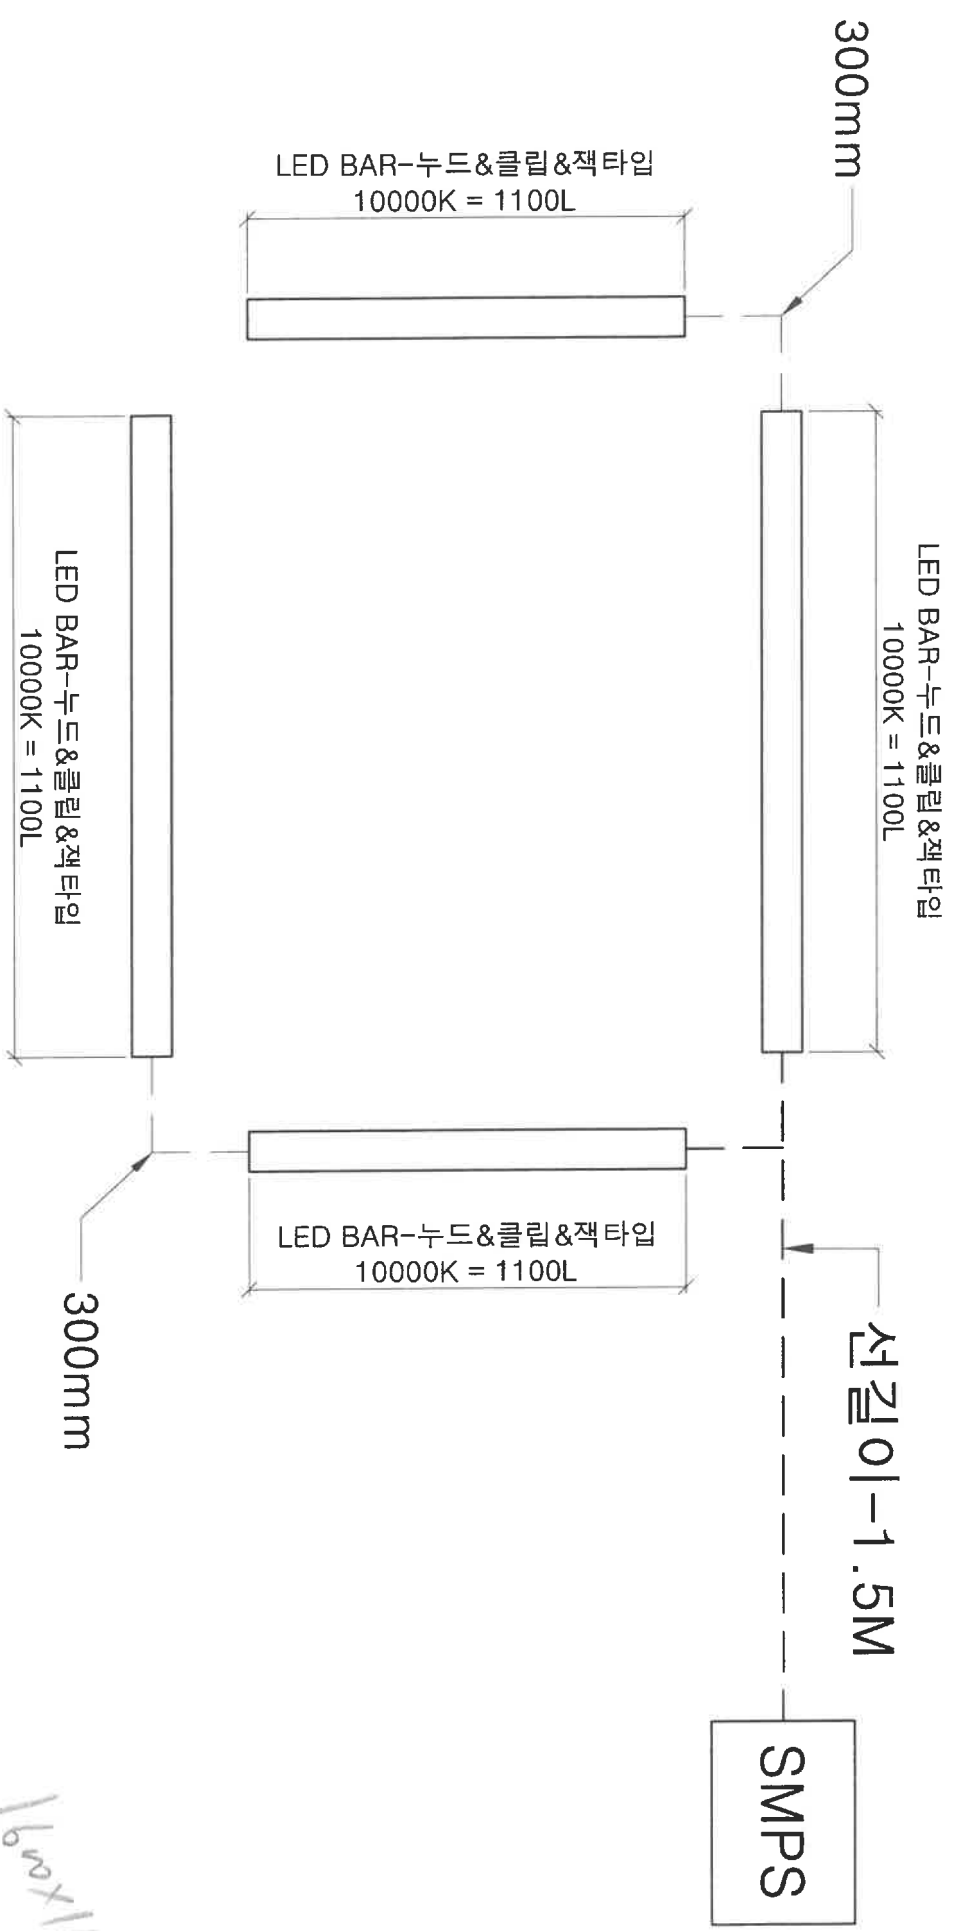 300mm
LED BAR-누드&클립&잭타입
10000K = 1100L
LED BAR-누드&클립&잭타입
10000K = 1100L
LED BAR-누드&클립&잭타입
10000K = 1100L
LED BAR-누드&클립&잭타입
10000K = 1100L
300mm
선길이-1.5M
SMPS